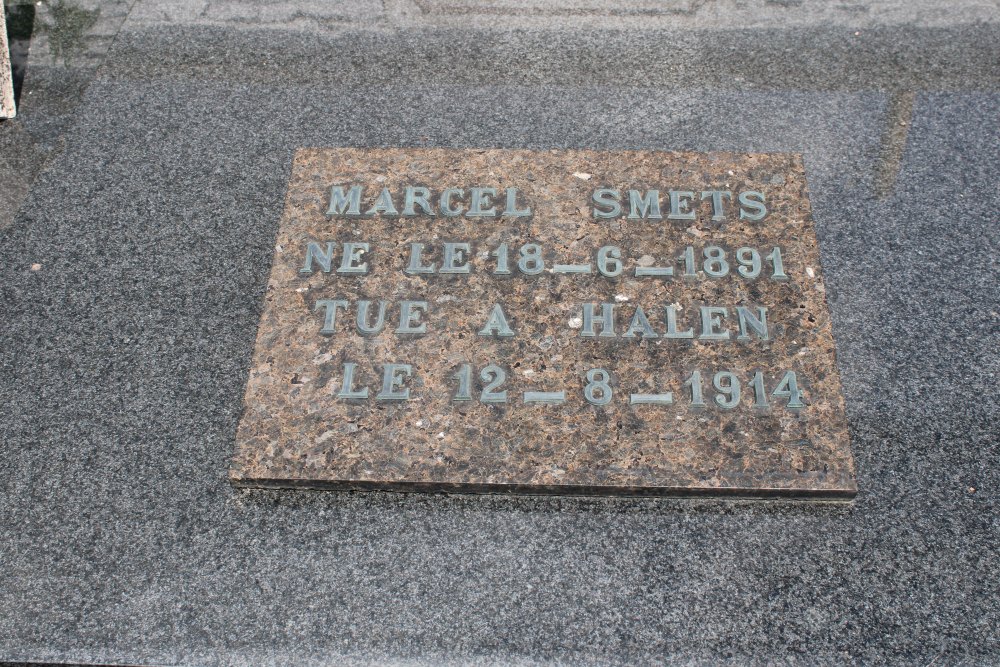 MARCEL SMETS
NE LE 18_6_1891
TUE A HALEN
LE 12_8_1914